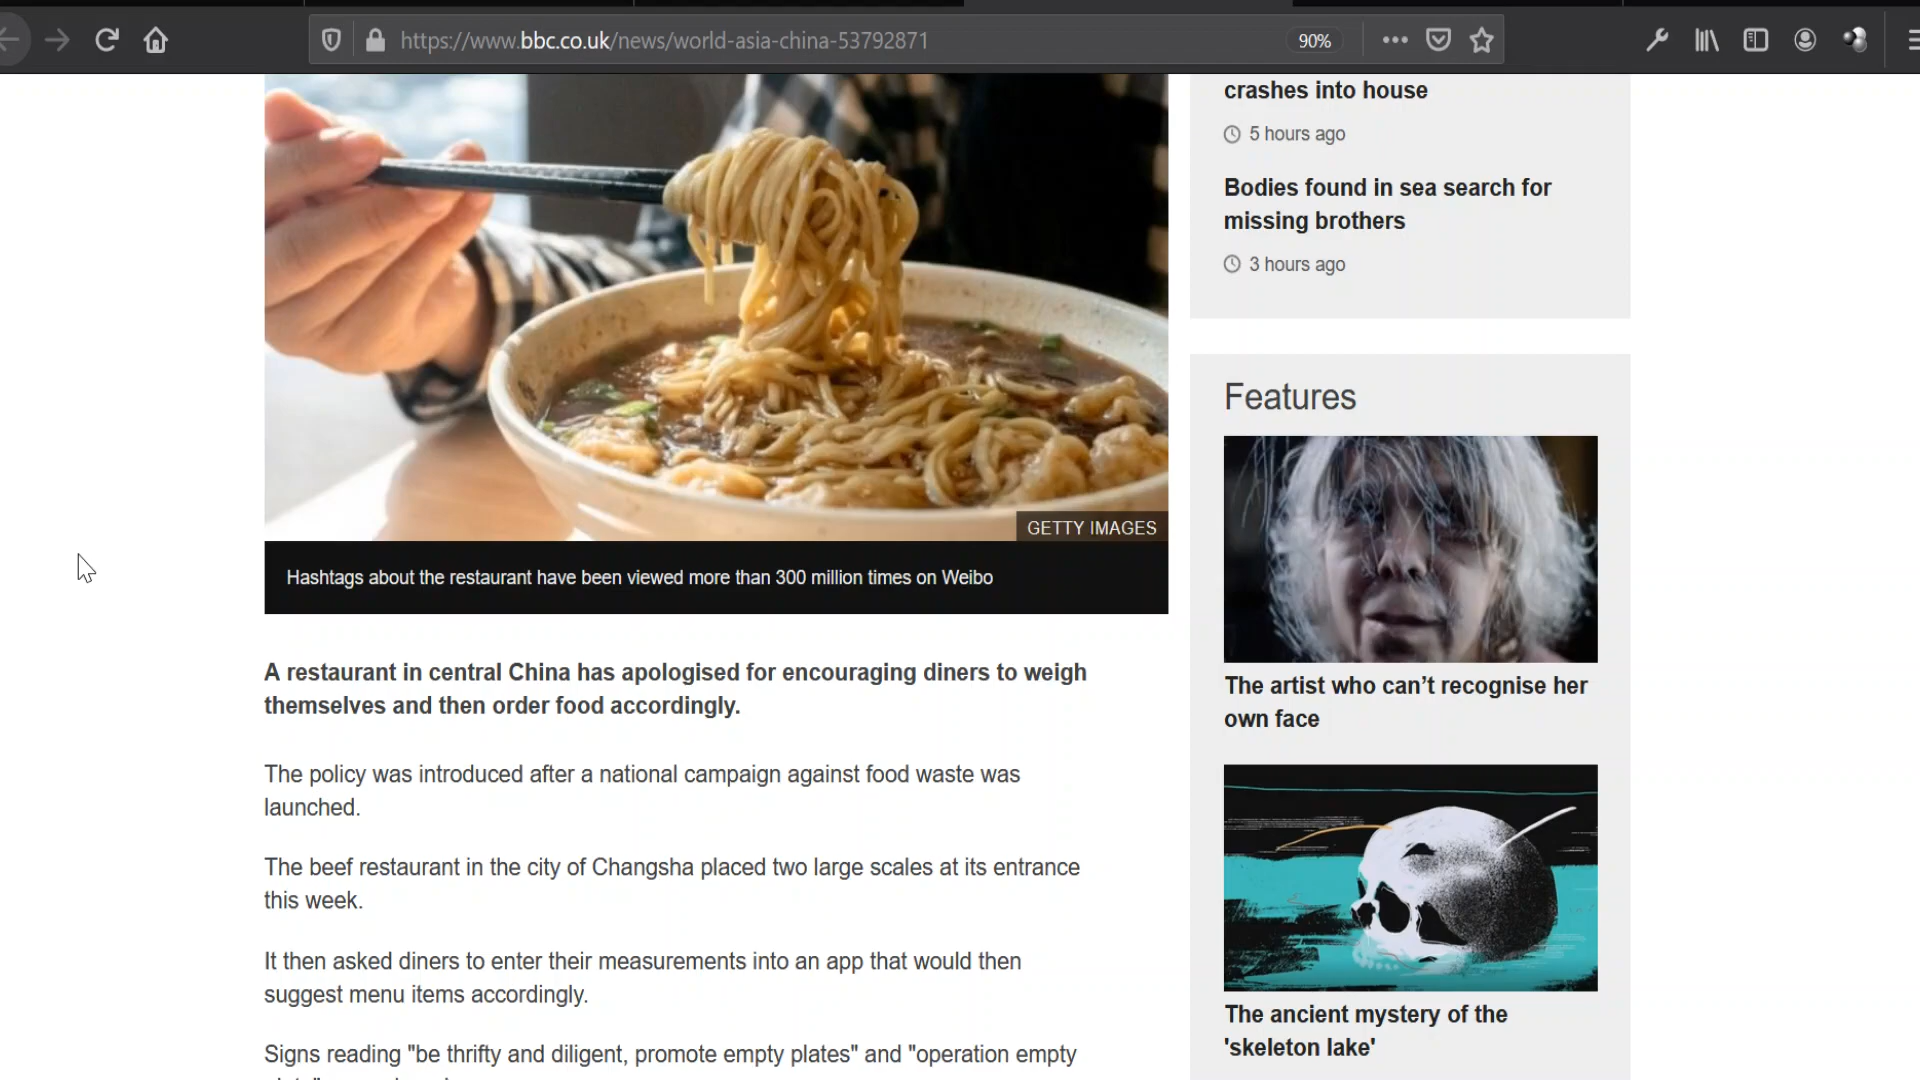 https://www.bbc.co.uk/news/world-asia-china-53792871
90%
GETTY IMAGES
Hashtags about the restaurant have been viewed more than 300 million times on Weibo
A restaurant in central China has apologised for encouraging diners to weigh
themselves and then order food accordingly.
The policy was introduced after a national campaign against food waste was
launched.
The beef restaurant in the city of Changsha placed two large scales at its entrance
this week.
It then asked diners to enter their measurements into an app that would then
suggest menu items accordingly.
Signs reading "be thrifty and diligent, promote empty plates" and "operation empty
crashes into house
5 hours ago
Bodies found in sea search for
missing brothers
3 hours ago
Features
The artist who can’t recognise her
own face
The ancient mystery of the
'skeleton lake'